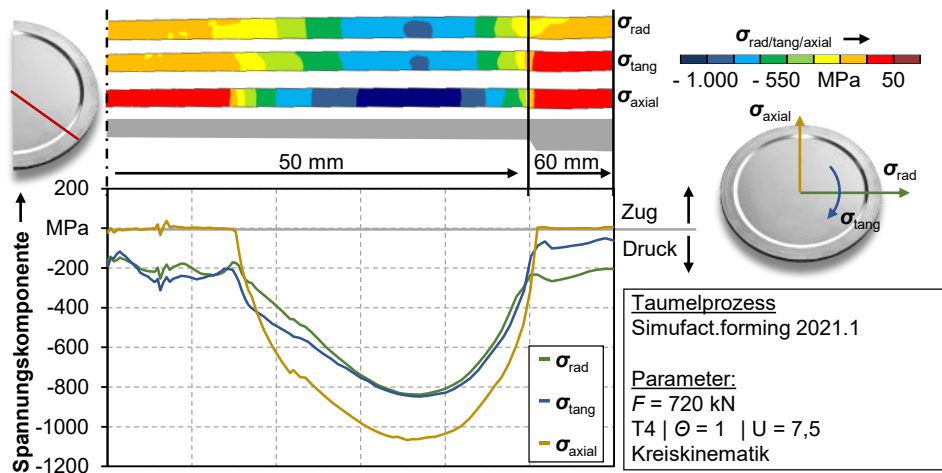 σrad
σtang
σaxial
σrad/tang/axial
- 1.000 - 550 MPa 50
50 mm
60 mm
σaxial
σrad
σtang
Spannungskomponente
200
MPa
-200
-400
-600
-800
-1000
-1200
Zug
Druck
σrad
σtang
σaxial
Taumelprozess
Simufact.forming 2021.1
Parameter:
F = 720 kN
T4 | Θ = 1 | U = 7,5
Kreiskinematik